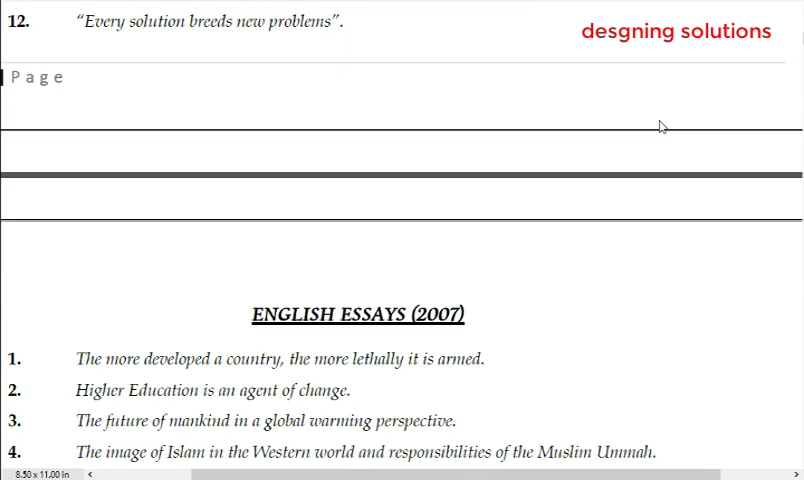 12. “Every solution breeds new problems”.
desgning solutions
Page
ENGLISH ESSAYS (2007)
1. The more developed a country, the more lethally it is armed.
2. Higher Education is an agent of change.
3. The future of mankind in a global warming perspective.
4. The image of Islam in the Western world and responsibilities of the Muslim Ummah.
8.50 x 11.00 in